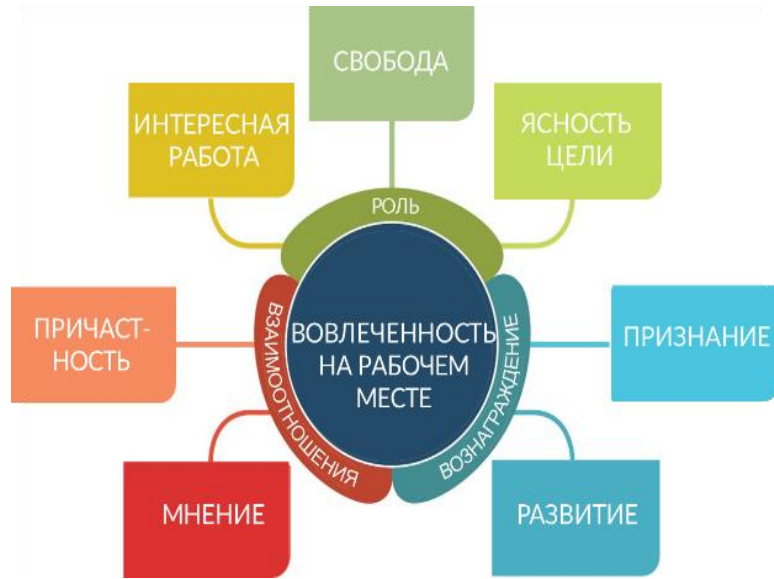 СВОБОДА
ИНТЕРЕСНАЯ
РАБОТА
ЯСНОСТЬ
ЦЕЛИ
РОЛЬ
ПРИЧАСТ-
НОСТЬ
ВЗАИМООТНОШЕНИЯ
ВОВЛЕЧЕННОСТЬ
НА РАБОЧЕМ
МЕСТЕ
ВОЗНАГРАЖДЕНИЕ
ПРИЗНАНИЕ
МНЕНИЕ
РАЗВИТИЕ